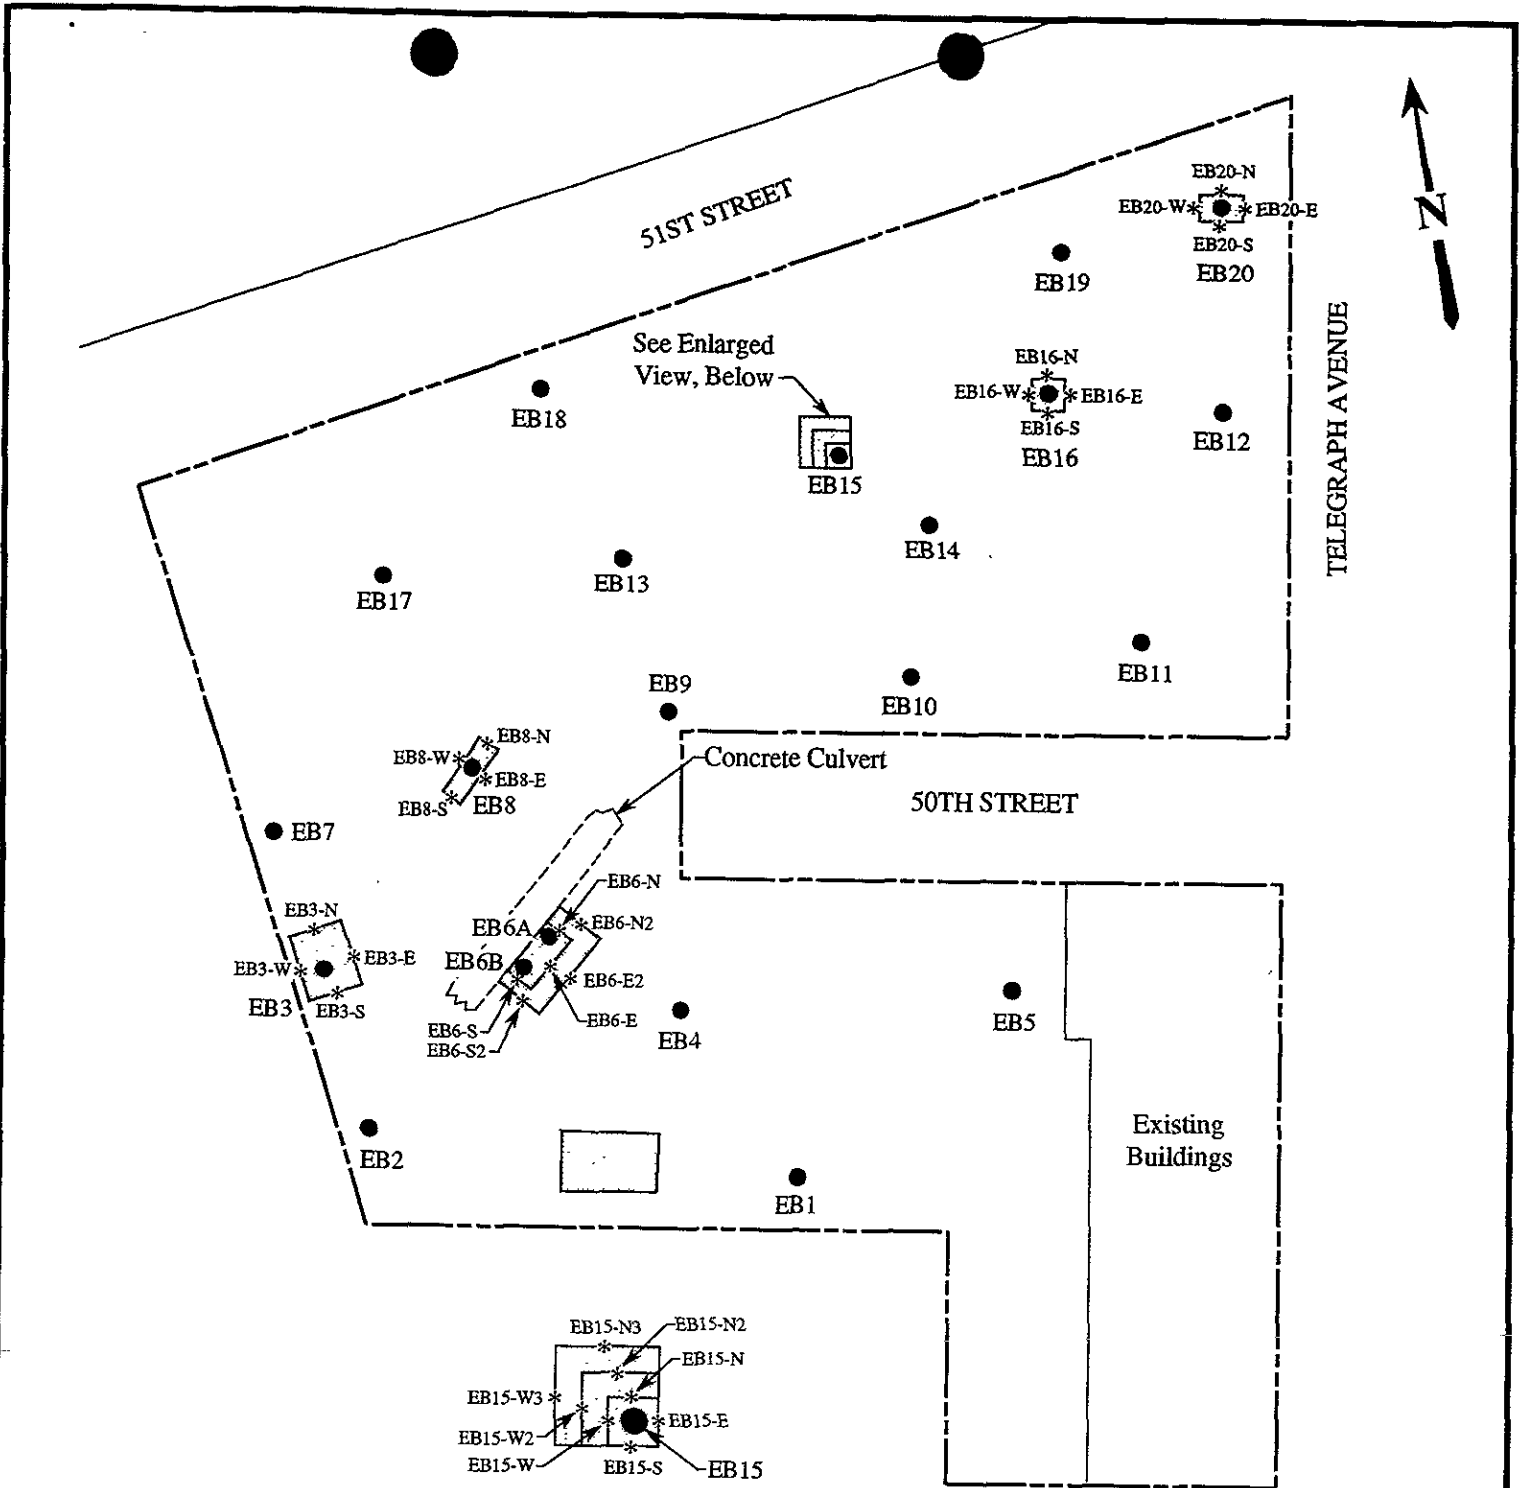 51ST STREET
N
EB20-N
EB20-W
EB20-E
EB20-S
EB20
EB19
TELEGRAPH AVENUE
See Enlarged
View, Below
EB18
EB15
EB16-N
EB16-W
EB16-E
EB16-S
EB16
EB12
EB14
EB13
EB17
EB11
EB10
EB9
EB8-N
EB8-W
EB8-E
EB8-S
EB8
Concrete Culvert
50TH STREET
EB7
EB6-N
EB6-N2
EB6A
EB6B
EB6-E2
EB6-E
EB6-S
EB6-S2
EB3-N
EB3-W
EB3-E
EB3
EB3-S
EB4
EB5
EB2
EB1
Existing
Buildings
EB15-N3
EB15-N2
EB15-N
EB15-W3
EB15-E
EB15-W2
EB15-W
EB15-S
EB15